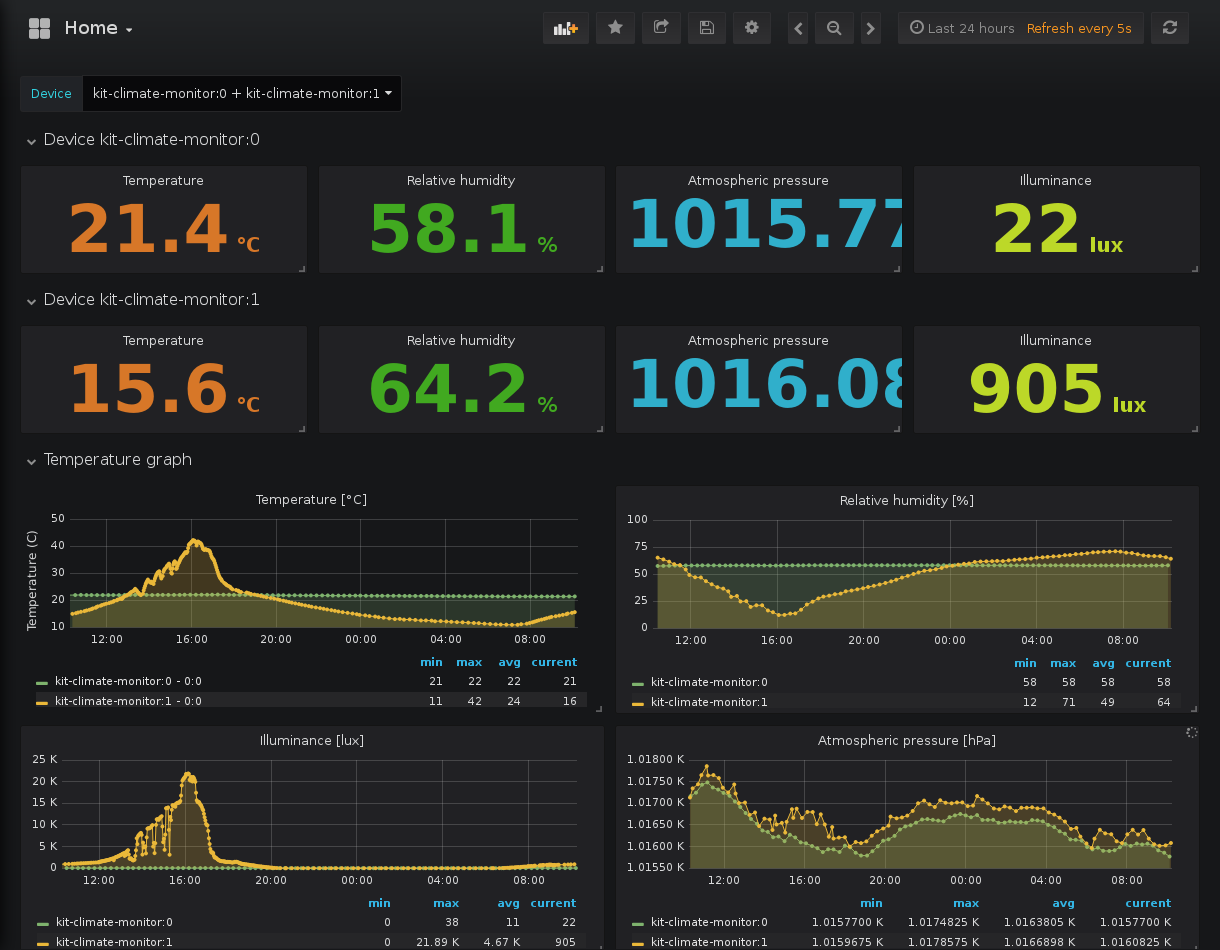 Home
Last 24 hours Refresh every 5s
Device kit-climate-monitor:0 + kit-climate-monitor:1
Device kit-climate-monitor:0
Temperature Relative humidity Atmospheric pressure Illuminance
21.4 °C 58.1 % 1015.77 22 lux
Device kit-climate-monitor:1
Temperature Relative humidity Atmospheric pressure Illuminance
15.6 °C 64.2 % 1016.08 905 lux
Temperature graph
Temperature [°C]
Temperature (C)
50
40
30
20
10
12:00 16:00 20:00 00:00 04:00 08:00
min max avg current
kit-climate-monitor:0 - 0:0 21 22 22 21
kit-climate-monitor:1 - 0:0 11 42 24 16
Relative humidity [%]
100
75
50
25
0
12:00 16:00 20:00 00:00 04:00 08:00
min max avg current
kit-climate-monitor:0 58 58 58 58
kit-climate-monitor:1 12 71 49 64
Illuminance [lux]
25 K
20 K
15 K
10 K
5 K
0
12:00 16:00 20:00 00:00 04:00 08:00
min max avg current
kit-climate-monitor:0 0 38 11 22
kit-climate-monitor:1 0 21.89 K 4.67 K 905
Atmospheric pressure [hPa]
1.01800 K
1.01750 K
1.01700 K
1.01650 K
1.01600 K
1.01550 K
12:00 16:00 20:00 00:00 04:00 08:00
min max avg current
kit-climate-monitor:0 1.0157700 K 1.0174825 K 1.0163805 K 1.0157700 K
kit-climate-monitor:1 1.0159675 K 1.0178575 K 1.0166898 K 1.0160825 K